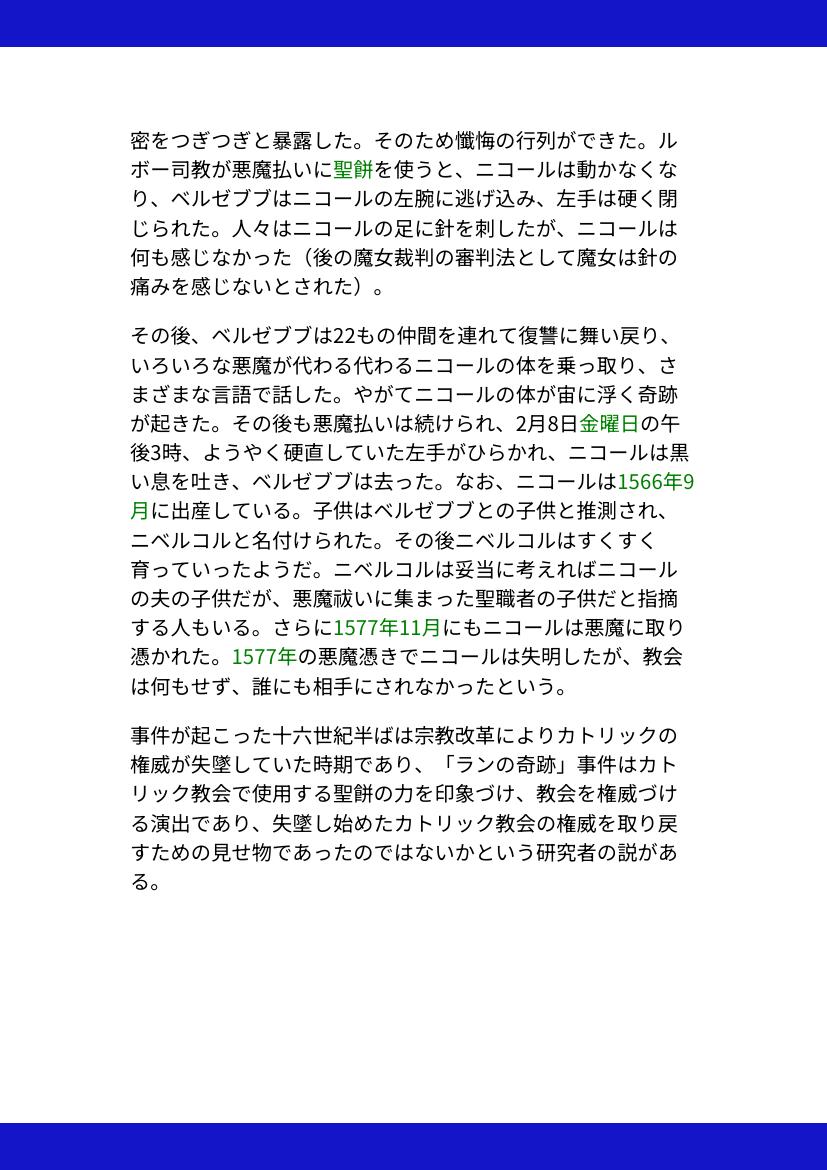 密をつぎつぎと暴露した。そのため懺悔の行列ができた。ル
ボー司教が悪魔払いに聖餅を使うと、ニコールは動かなくな
り、ベルゼブブはニコールの左腕に逃げ込み、左手は硬く閉
じられた。人々はニコールの足に針を刺したが、ニコールは
何も感じなかった（後の魔女裁判の審判法として魔女は針の
痛みを感じないとされた）。
その後、ベルゼブブは22もの仲間を連れて復讐に舞い戻り、
いろいろな悪魔が代わる代わるニコールの体を乗っ取り、さ
まざまな言語で話した。やがてニコールの体が宙に浮く奇跡
が起きた。その後も悪魔払いは続けられ、2月8日金曜日の午
後3時、ようやく硬直していた左手がひらかれ、ニコールは黒
い息を吐き、ベルゼブブは去った。なお、ニコールは1566年9
月に出産している。子供はベルゼブブとの子供と推測され、
ニベルコルと名付けられた。その後ニベルコルはすくすく
育っていったようだ。ニベルコルは妥当に考えればニコール
の夫の子供だが、悪魔祓いに集まった聖職者の子供だと指摘
する人もいる。さらに1577年11月にもニコールは悪魔に取り
憑かれた。1577年の悪魔憑きでニコールは失明したが、教会
は何もせず、誰にも相手にされなかったという。
事件が起こった十六世紀半ばは宗教改革によりカトリックの
権威が失墜していた時期であり、「ランの奇跡」事件はカト
リック教会で使用する聖餅の力を印象づけ、教会を権威づけ
る演出であり、失墜し始めたカトリック教会の権威を取り戻
すための見せ物であったのではないかという研究者の説があ
る。